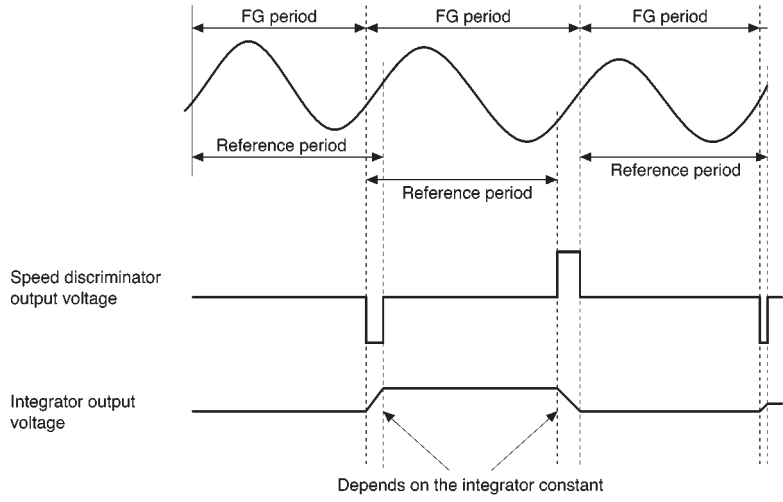 FG period
FG period
FG period
Reference period
Reference period
Reference period
Speed discriminator
output voltage
Integrator output
voltage
Depends on the integrator constant